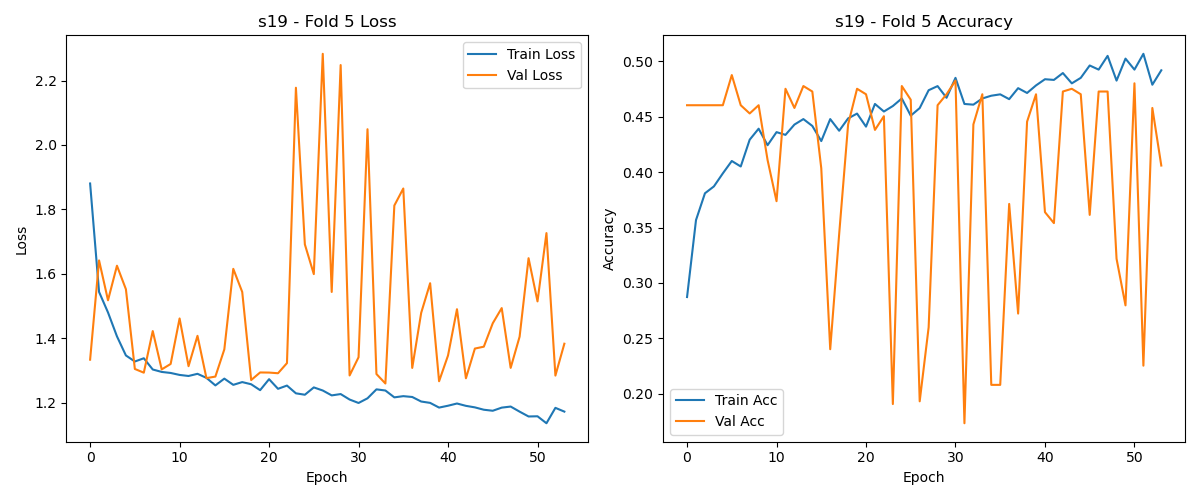 s19 - Fold 5 Loss
Train Loss
Val Loss
2.2
2.0
1.8
1.6
1.4
1.2
Loss
0 10 20 30 40 50
Epoch
s19 - Fold 5 Accuracy
0.50
0.45
0.40
0.35
0.30
0.25
0.20
Accuracy
Train Acc
Val Acc
0 10 20 30 40 50
Epoch